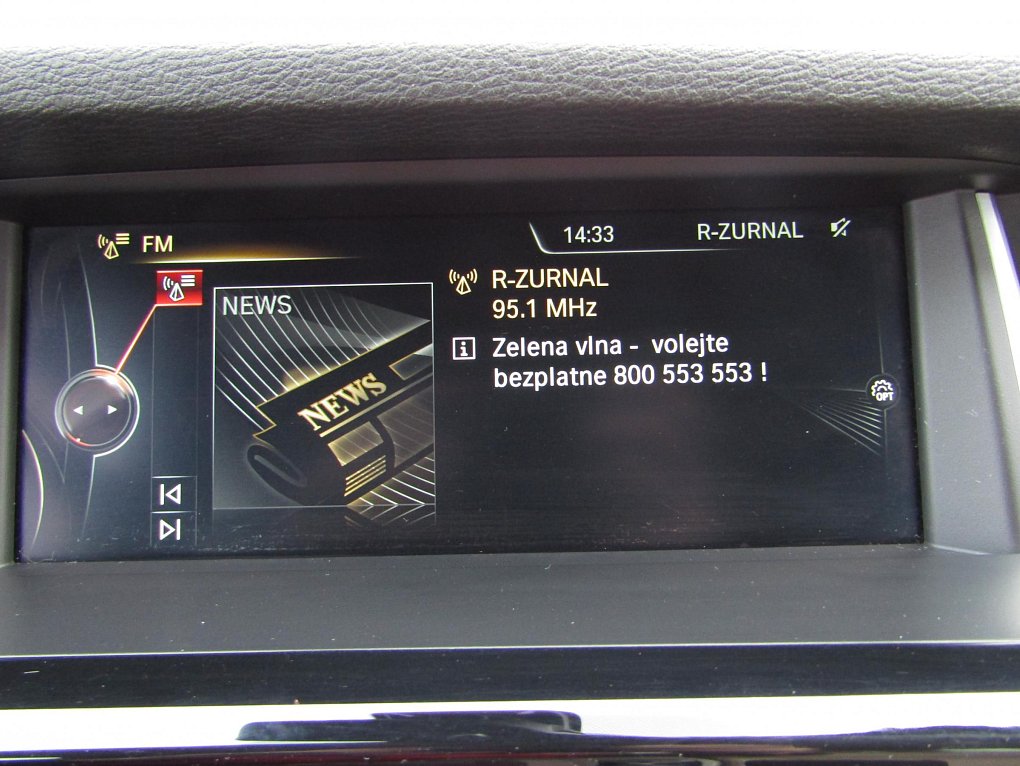 FM
14:33
R-ZURNAL
NEWS
NEWS
R-ZURNAL
95.1 MHz
Zelena vlna - volejte
bezplatne 800 553 553 !
OPT